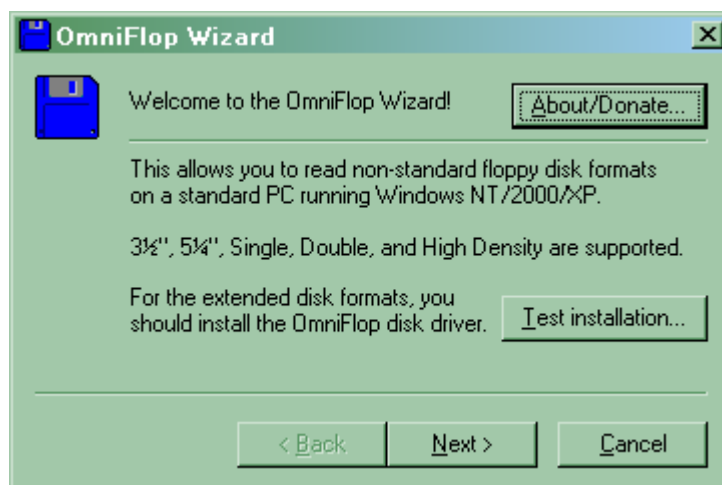 OmniFlop Wizard
Welcome to the OmniFlop Wizard!
About/Donate...
This allows you to read non-standard floppy disk formats
on a standard PC running Windows NT/2000/XP.
3½", 5¼", Single, Double, and High Density are supported.
For the extended disk formats, you
should install the OmniFlop disk driver.
Test installation...
< Back
Next >
Cancel